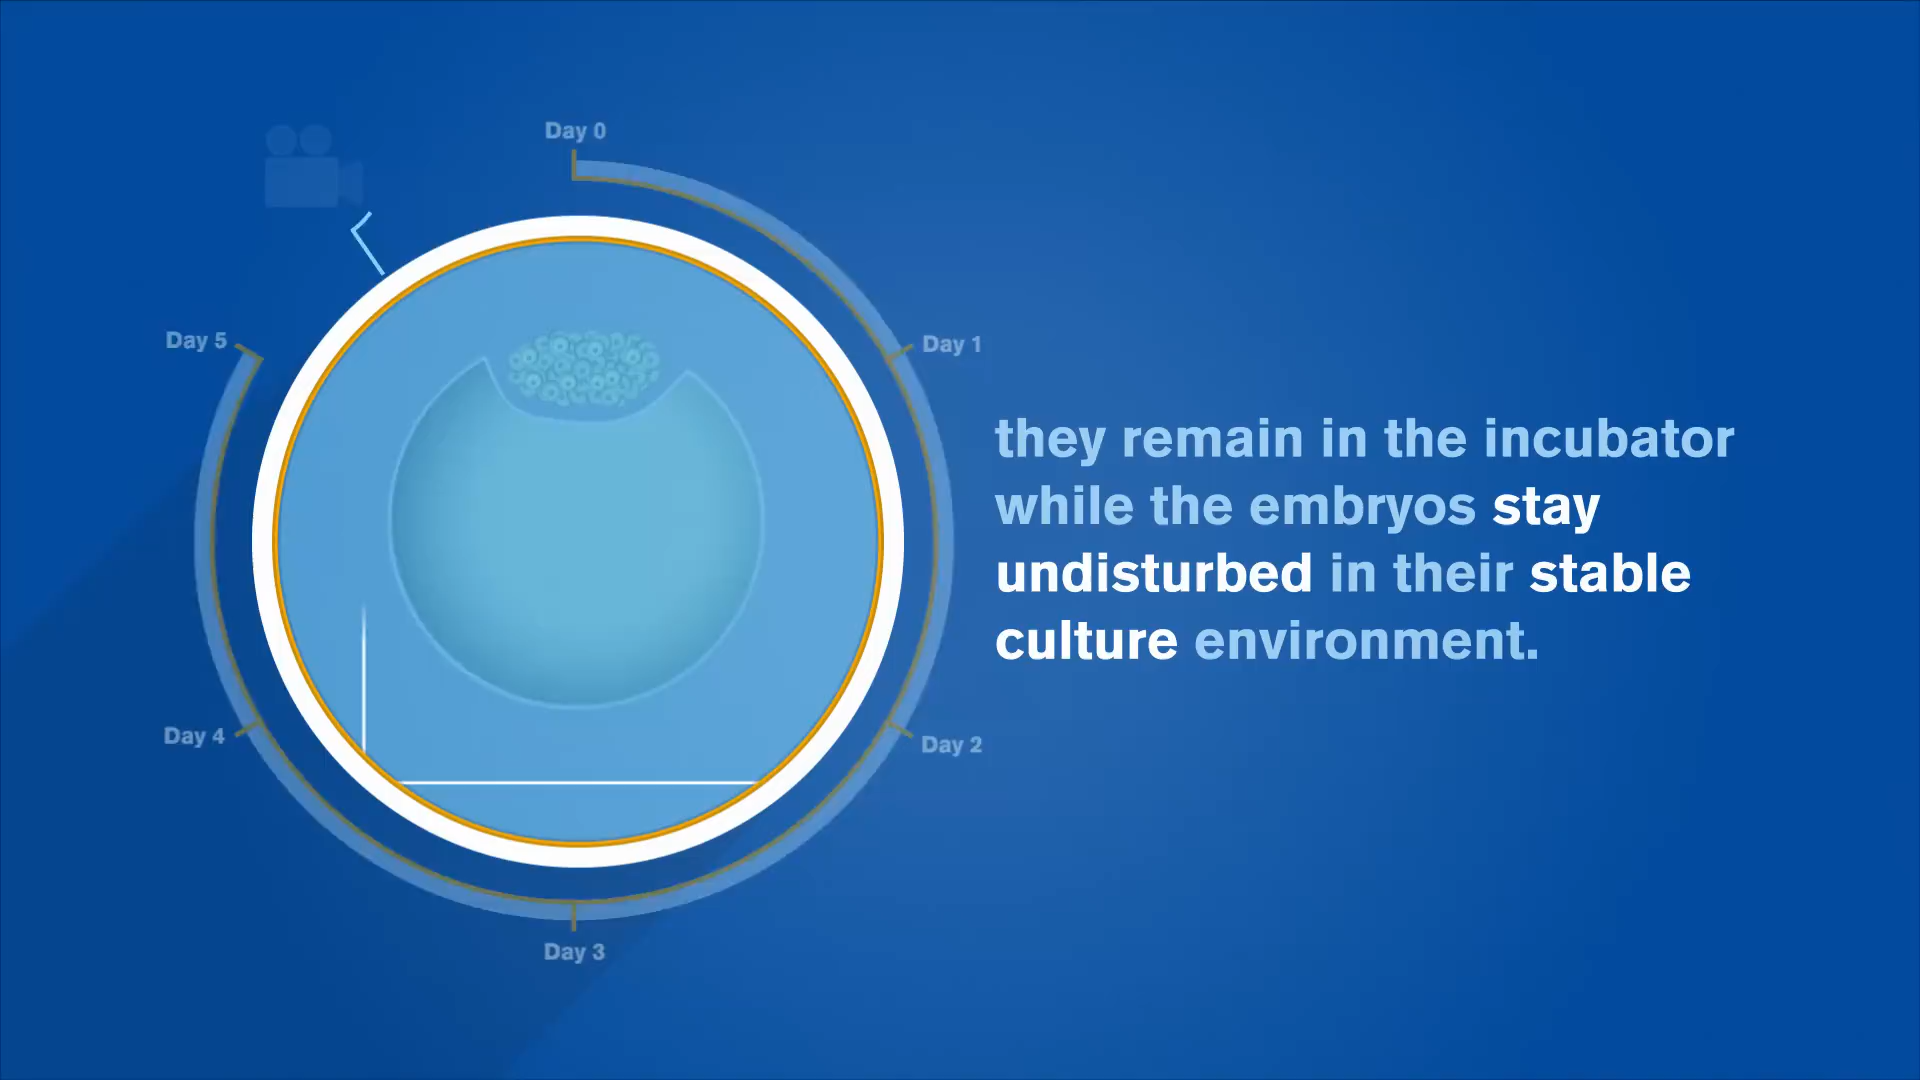 Day 0
Day 5
Day 1
they remain in the incubator
while the embryos stay
undisturbed in their stable
culture environment.
Day 4
Day 2
Day 3